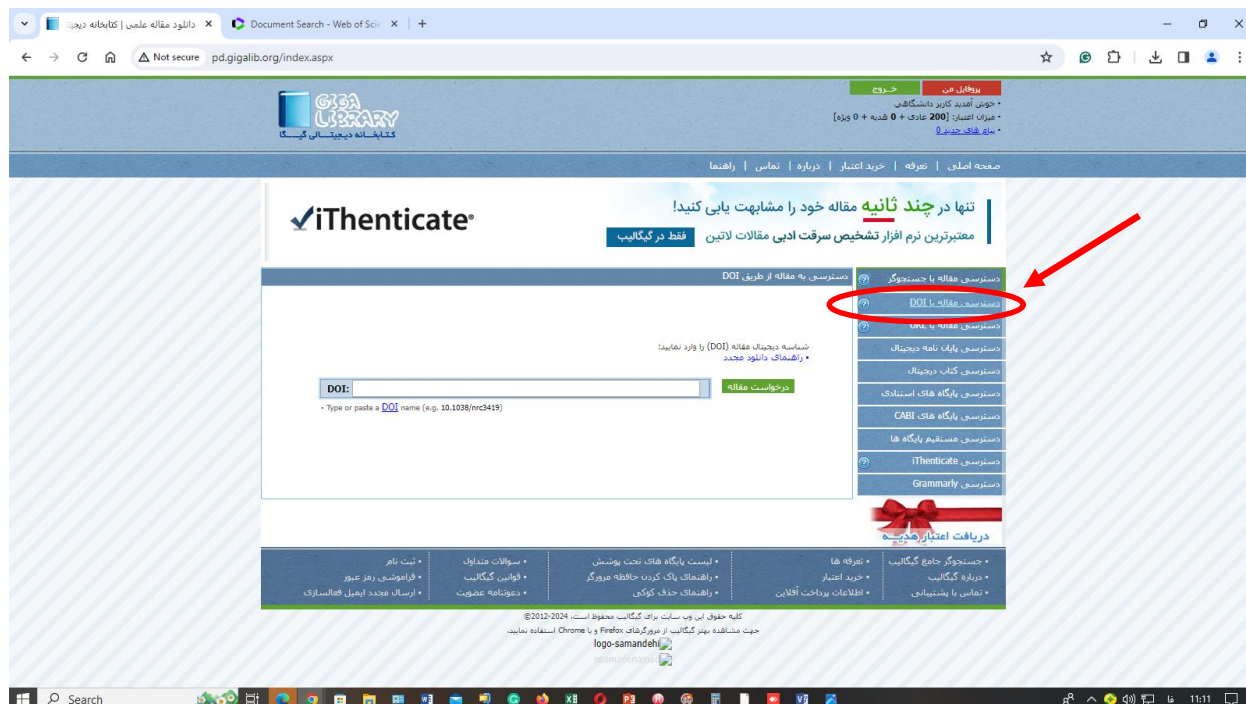 دانلود مقاله علمی | کتابخانه دیجیتال
Document Search - Web of Scie
Not secure
pd.gigalib.org/index.aspx
GIGA
LIBRARY
کتابخـــانه دیـجیتــــالی گیــــگا
پروفایل من
خـــروج
• خوش آمدید کاربر دانشگاهی
• میزان اعتبار: [200 عادی + 0 هدیه + 0 ویژه]
• پیام های جدید 0
صفحه اصلی | تعرفه | خرید اعتبار | درباره | تماس | راهنما
iThenticate®
تنها در چند ثانیه مقاله خود را مشابهت یابی کنید!
معتبرترین نرم افزار تشخیص سرقت ادبی مقالات لاتین فقط در گیگالیب
دسترسی مقاله با جستجوگر
دسترسی مقاله با DOI
دسترسی مقاله با URL
دسترسی پایان نامه دیجیتال
دسترسی کتاب دیجیتال
دسترسی پایگاه های استنادی
دسترسی پایگاه های CABI
دسترسی مستقیم پایگاه ها
دسترسی iThenticate
دسترسی Grammarly
دسترسی به مقاله از طریق DOI
شناسه دیجیتال مقاله (DOI) را وارد نمایید:
• راهنمای دانلود مجدد
DOI:
درخواست مقاله
- Type or paste a DOI name (e.g. 10.1038/nrc3419)
دریافت اعتبار هدیـــه
• جستجوگر جامع گیگالیب
• درباره گیگالیب
• تماس با پشتیبانی
• تعرفه ها
• خرید اعتبار
• اطلاعات پرداخت آفلاین
• لیست پایگاه های تحت پوشش
• راهنمای پاک کردن حافظه مرورگر
• راهنمای حذف کوکی
• سوالات متداول
• قوانین گیگالیب
• دعوتنامه عضویت
• ثبت نام
• فراموشی رمز عبور
• ارسال مجدد ایمیل فعالسازی
کلیه حقوق این وب سایت برای گیگالیب محفوظ است، 2024-2012©
جهت مشاهده بهتر گیگالیب از مرورگرهای Firefox و یا Chrome استفاده نمایید.
logo-samandehi
Search
فا
11:11